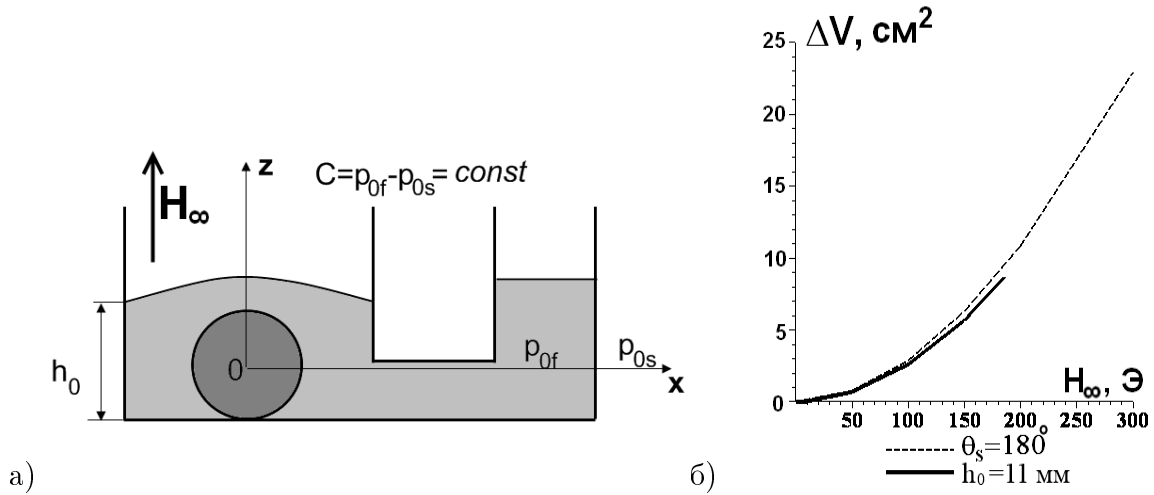 z
C=p₀f-p₀s= const
H∞
h₀
0
p₀f
p₀s
x
а)
ΔV, см²
25
20
15
10
5
0
H∞, Э
50 100 150 200 250 300
θs=180°
h₀=11 мм
б)